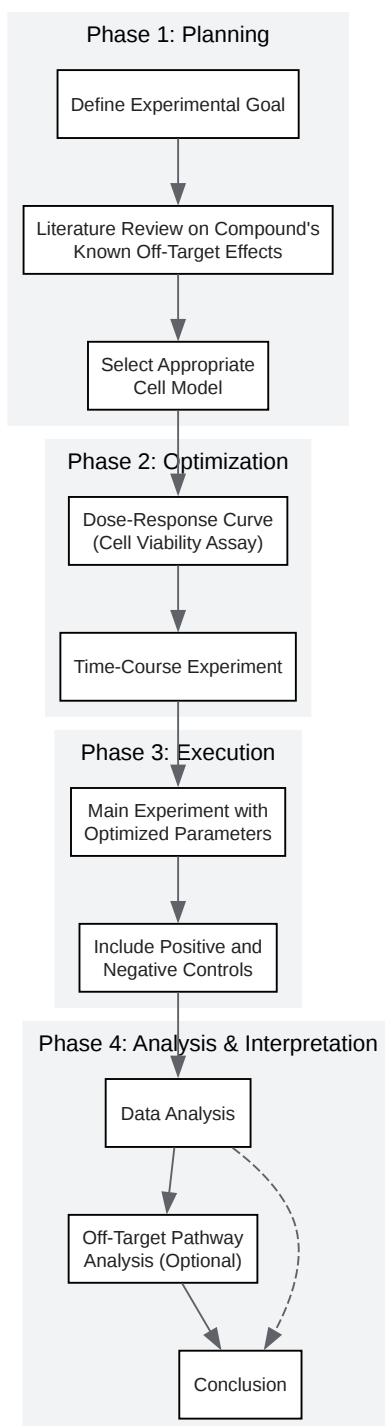 Phase 1: Planning
Define Experimental Goal
Literature Review on Compound's
Known Off-Target Effects
Select Appropriate
Cell Model
Phase 2: Optimization
Dose-Response Curve
(Cell Viability Assay)
Time-Course Experiment
Phase 3: Execution
Main Experiment with
Optimized Parameters
Include Positive and
Negative Controls
Phase 4: Analysis & Interpretation
Data Analysis
Off-Target Pathway
Analysis (Optional)
Conclusion